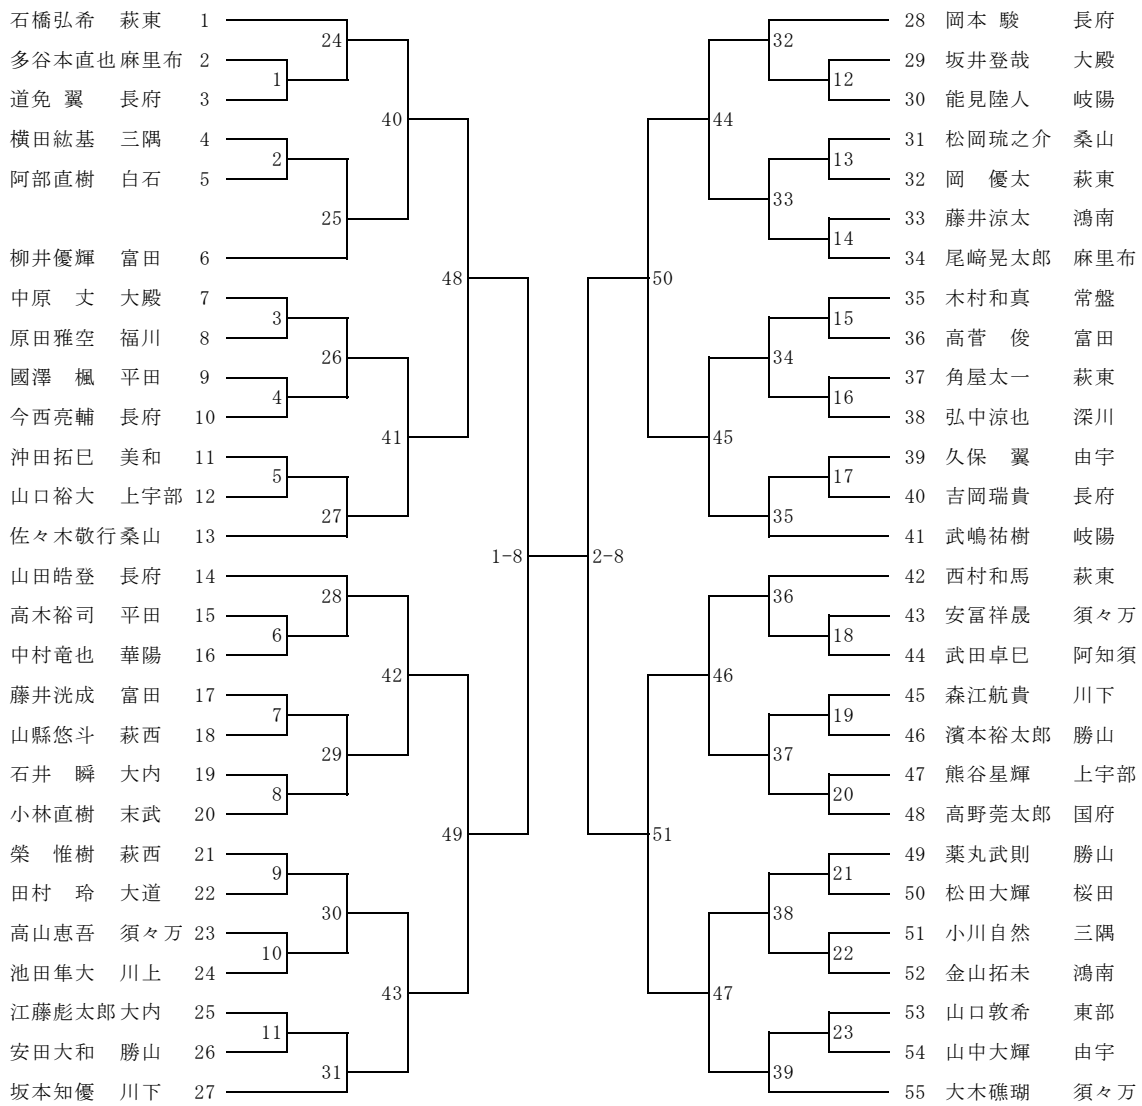 石橋弘希 萩東 1
多谷本直也 麻里布 2
道免 翼 長府 3
横田紘基 三隅 4
阿部直樹 白石 5
柳井優輝 富田 6
中原 丈 大殿 7
原田雅空 福川 8
國澤 楓 平田 9
今西亮輔 長府 10
沖田拓巳 美和 11
山口裕大 上宇部 12
佐々木敬行 桑山 13
山田皓登 長府 14
高木裕司 平田 15
中村竜也 華陽 16
藤井洸成 富田 17
山縣悠斗 萩西 18
石井 瞬 大内 19
小林直樹 末武 20
榮 惟樹 萩西 21
田村 玲 大道 22
高山恵吾 須々万 23
池田隼大 川上 24
江藤彪太郎 大内 25
安田大和 勝山 26
坂本知優 川下 27
24
1
40
2
25
48
3
26
4
41
5
27
1-8
28
6
42
7
29
8
49
9
30
10
43
11
31
32
12
44
13
33
14
50
15
34
16
45
17
35
2-8
36
18
46
19
37
20
51
21
38
22
47
23
39
28 岡本 駿 長府
29 坂井登哉 大殿
30 能見陸人 岐陽
31 松岡琉之介 桑山
32 岡 優太 萩東
33 藤井涼太 鴻南
34 尾﨑晃太郎 麻里布
35 木村和真 常盤
36 高菅 俊 富田
37 角屋太一 萩東
38 弘中涼也 深川
39 久保 翼 由宇
40 吉岡瑞貴 長府
41 武嶋祐樹 岐陽
42 西村和馬 萩東
43 安冨祥晟 須々万
44 武田卓巳 阿知須
45 森江航貴 川下
46 濱本裕太郎 勝山
47 熊谷星輝 上宇部
48 高野莞太郎 国府
49 薬丸武則 勝山
50 松田大輝 桜田
51 小川自然 三隅
52 金山拓未 鴻南
53 山口敦希 東部
54 山中大輝 由宇
55 大木礁瑚 須々万